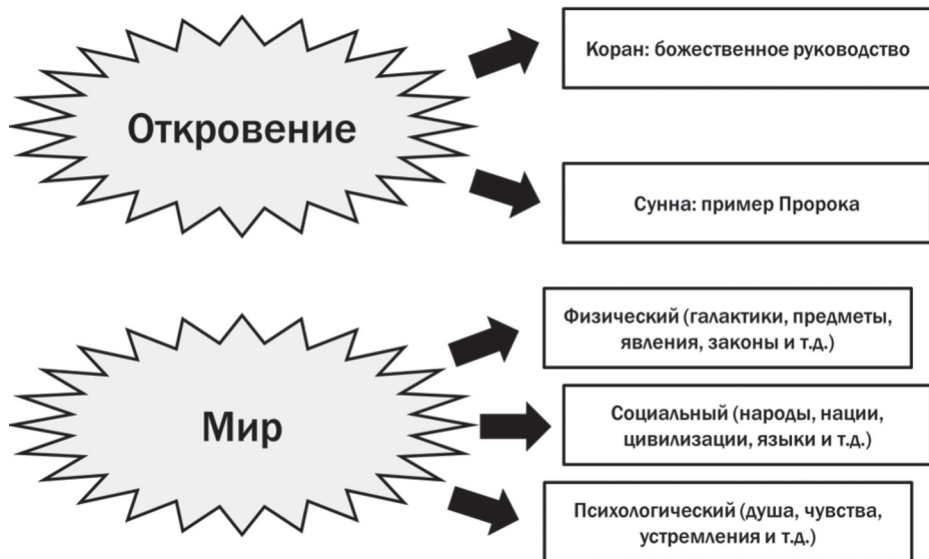 Откровение
Коран: божественное руководство
Сунна: пример Пророка
Мир
Физический (галактики, предметы,
явления, законы и т.д.)
Социальный (народы, нации,
цивилизации, языки и т.д.)
Психологический (душа, чувства,
устремления и т.д.)